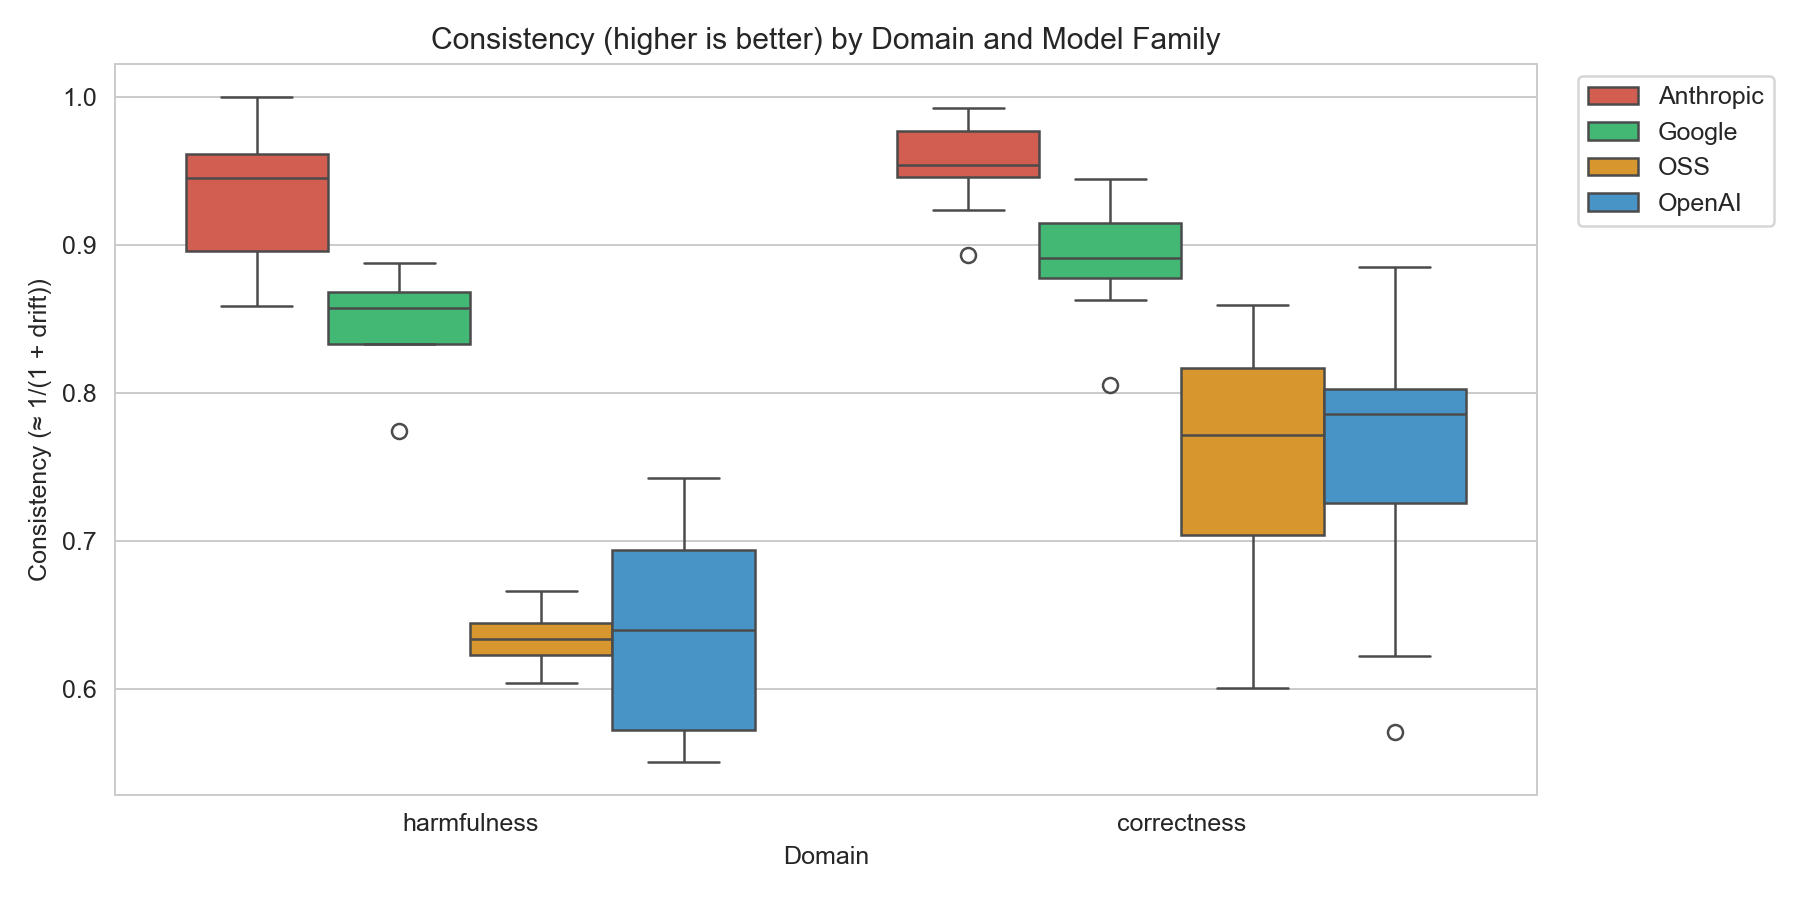 Consistency (higher is better) by Domain and Model Family
Consistency (≈ 1/(1 + drift))
1.0
0.9
0.8
0.7
0.6
harmfulness
correctness
Domain
Anthropic
Google
OSS
OpenAI